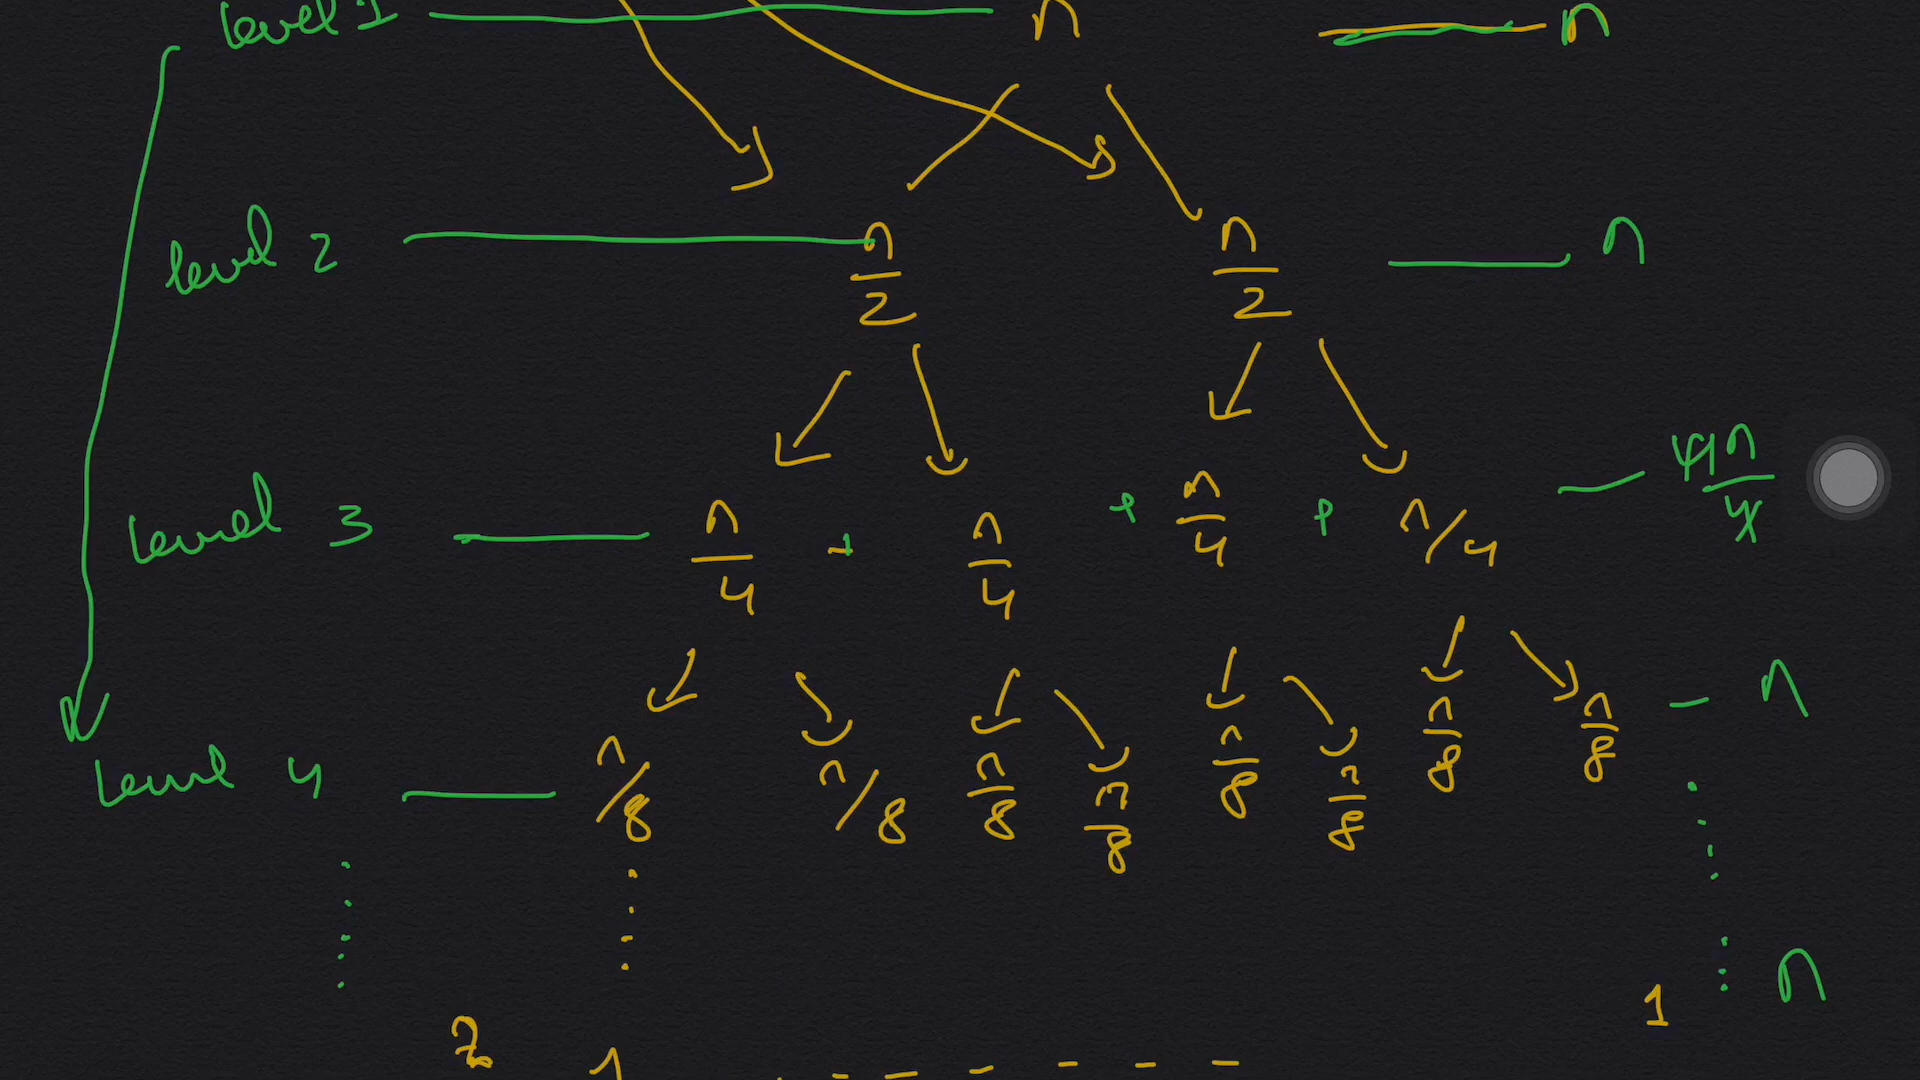 level 1 n n
level 2 n/2 n/2 n
level 3 n/4 + n/4 + n/4 + n/4 4n/4
level 4 n/8 n/8 n/8 n/8 n/8 n/8 n/8 n/8 n
1 n
1